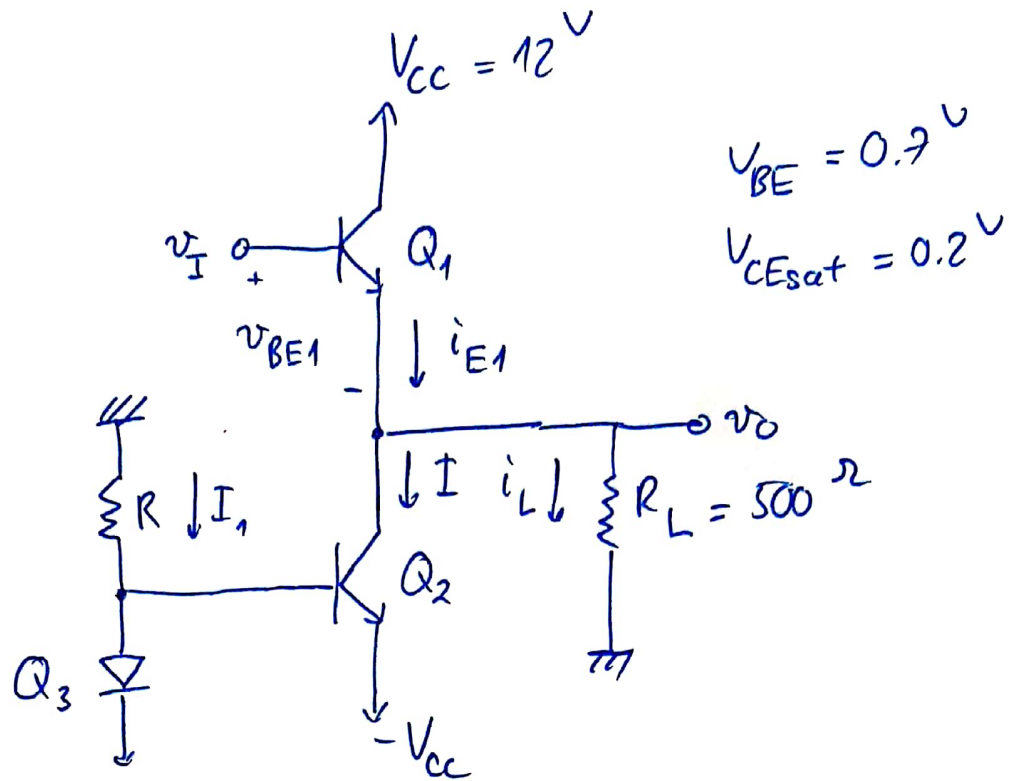 V_CC = 12 V
V_BE = 0.7 V
V_CEsat = 0.2 V
v_I
+
Q_1
v_BE1
-
i_E1
v_O
R
I_1
I
i_L
R_L = 500 Ω
Q_2
Q_3
-V_CC